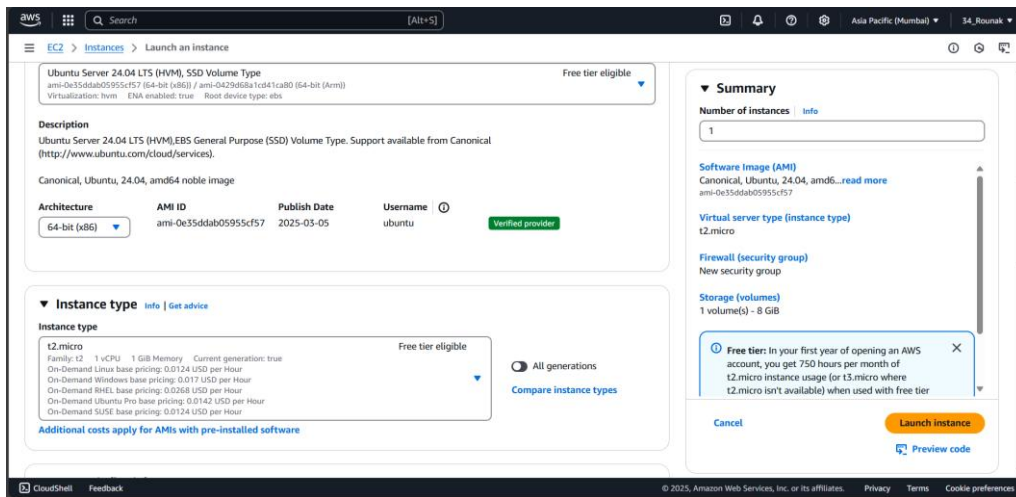 aws
Search [Alt+S]
Asia Pacific (Mumbai) ▼ 34_Rounak ▼
EC2 > Instances > Launch an instance
Ubuntu Server 24.04 LTS (HVM), SSD Volume Type Free tier eligible
ami-0e35ddab05955cf57 (64-bit (x86)) / ami-0429d68a1cd41ca80 (64-bit (Arm))
Virtualization: hvm ENA enabled: true Root device type: ebs
Description
Ubuntu Server 24.04 LTS (HVM),EBS General Purpose (SSD) Volume Type. Support available from Canonical
(http://www.ubuntu.com/cloud/services).
Canonical, Ubuntu, 24.04, amd64 noble image
Architecture AMI ID Publish Date Username
64-bit (x86) ami-0e35ddab05955cf57 2025-03-05 ubuntu Verified provider
▼ Instance type Info | Get advice
Instance type
t2.micro Free tier eligible
Family: t2 1 vCPU 1 GiB Memory Current generation: true
On-Demand Linux base pricing: 0.0124 USD per Hour
On-Demand Windows base pricing: 0.017 USD per Hour
On-Demand RHEL base pricing: 0.0268 USD per Hour
On-Demand Ubuntu Pro base pricing: 0.0142 USD per Hour
On-Demand SUSE base pricing: 0.0124 USD per Hour
All generations
Compare instance types
Additional costs apply for AMIs with pre-installed software
▼ Summary
Number of instances Info
1
Software Image (AMI)
Canonical, Ubuntu, 24.04, amd6...read more
ami-0e35ddab05955cf57
Virtual server type (instance type)
t2.micro
Firewall (security group)
New security group
Storage (volumes)
1 volume(s) - 8 GiB
Free tier: In your first year of opening an AWS
account, you get 750 hours per month of
t2.micro instance usage (or t3.micro where
t2.micro isn't available) when used with free tier
Cancel Launch instance
Preview code
CloudShell Feedback © 2025, Amazon Web Services, Inc. or its affiliates. Privacy Terms Cookie preferences